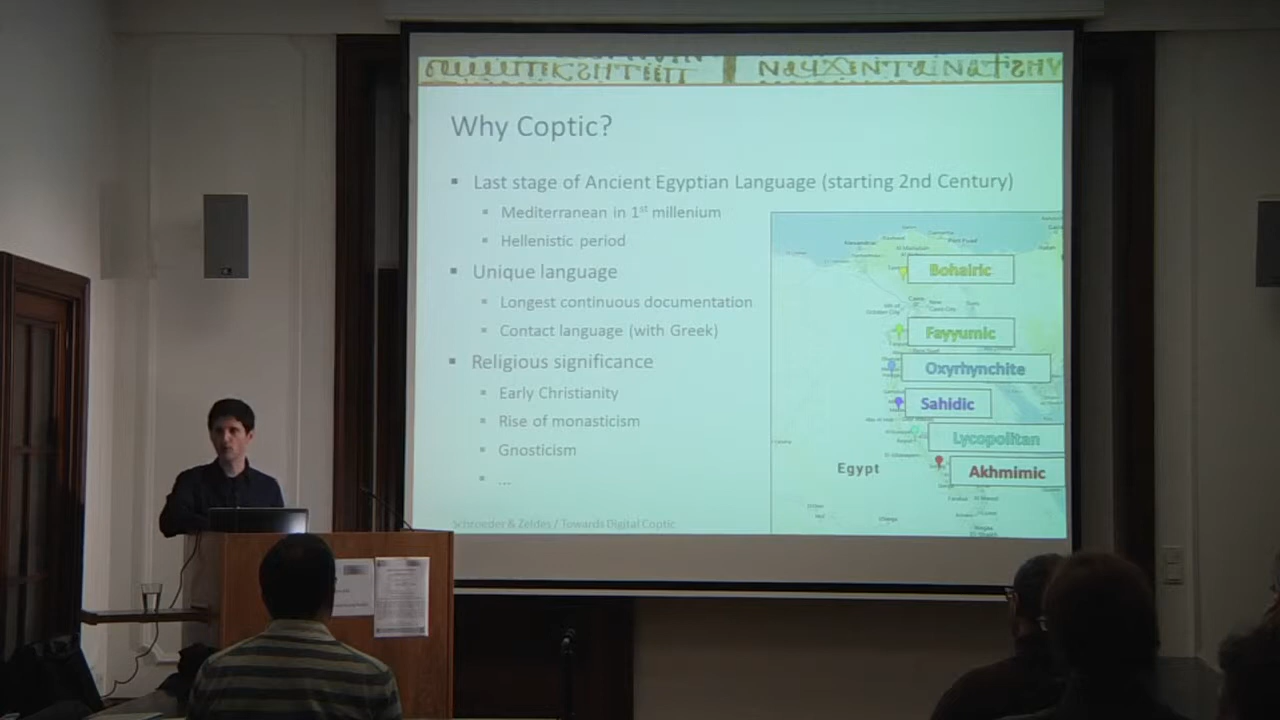 Why Coptic?
Last stage of Ancient Egyptian Language (starting 2nd Century)
Mediterranean in 1st millenium
Hellenistic period
Unique language
Longest continuous documentation
Contact language (with Greek)
Religious significance
Early Christianity
Rise of monasticism
Gnosticism
...
Bohairic
Fayyumic
Oxyrhynchite
Sahidic
Lycopolitan
Akhmimic
Egypt
Schroeder & Zeldes / Towards Digital Coptic